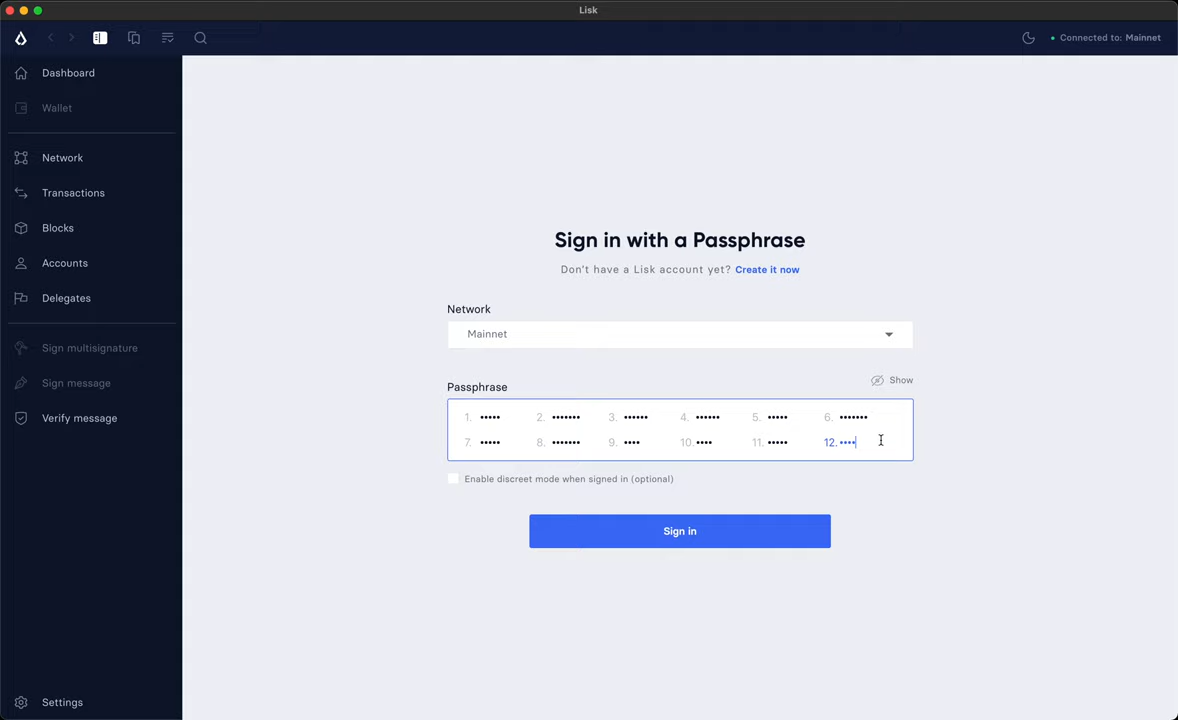 Lisk
Connected to: Mainnet
Dashboard
Wallet
Network
Transactions
Blocks
Accounts
Delegates
Sign multisignature
Sign message
Verify message
Settings
Sign in with a Passphrase
Don't have a Lisk account yet? Create it now
Network
Mainnet
Passphrase
Show
1. ••••• 2. ••••••• 3. •••••• 4. •••••• 5. ••••• 6. •••••••
7. ••••• 8. ••••••• 9. •••• 10. •••• 11. ••••• 12. ••••
Enable discreet mode when signed in (optional)
Sign in